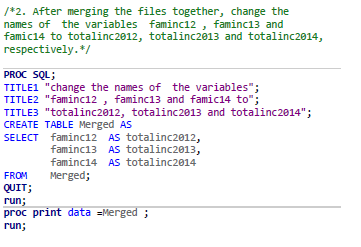 /*2. After merging the files together, change the
names of  the variables  faminc12 , faminc13 and
famic14 to totalinc2012, totalinc2013 and totalinc2014,
respectively.*/
PROC SQL;
TITLE1 "change the names of  the variables";
TITLE2 "faminc12 , faminc13 and famic14 to";
TITLE3 "totalinc2012, totalinc2013 and totalinc2014";
CREATE TABLE Merged AS
SELECT  faminc12  AS totalinc2012,
faminc13  AS totalinc2013,
faminc14  AS totalinc2014
FROM    Merged;
QUIT;
run;
proc print data =Merged ;
run;